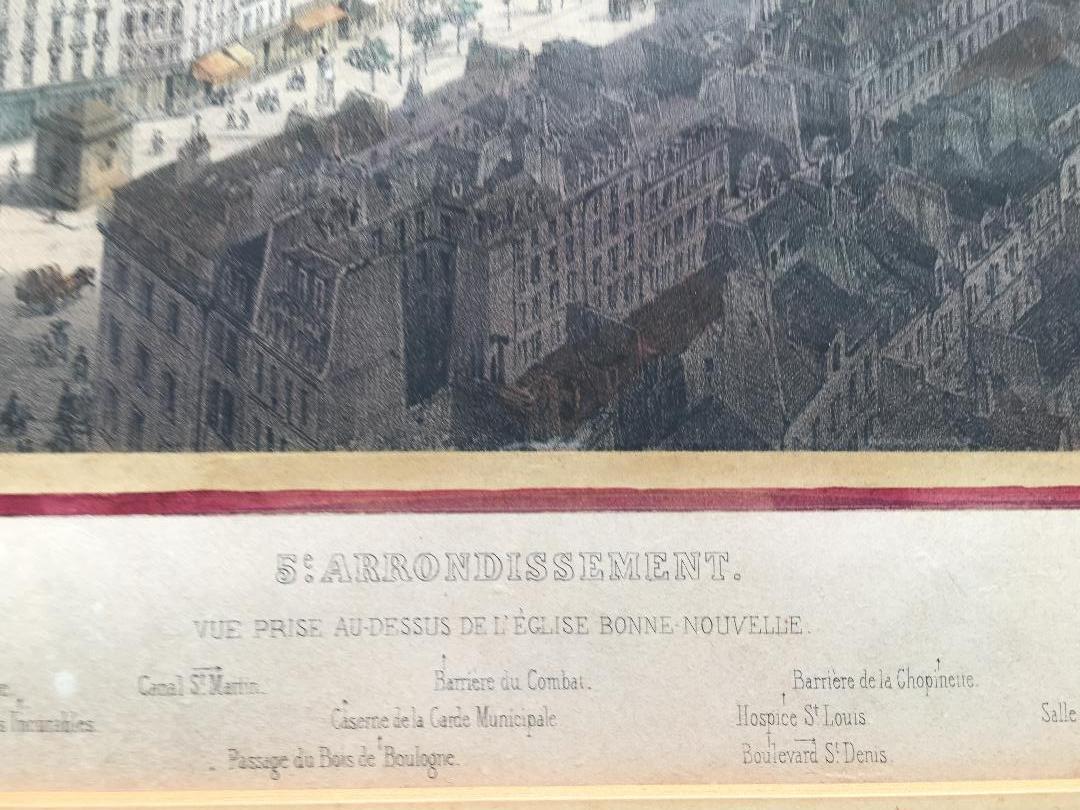 5e ARRONDISSEMENT.
VUE PRISE AU-DESSUS DE L'ÉGLISE BONNE-NOUVELLE.
Canal St Martin. Barrière du Combat. Barrière de la Chopinette.
Incurables. Caserne de la Garde Municipale Hospice St Louis. Salle
Passage du Bois de Boulogne. Boulevard St Denis.